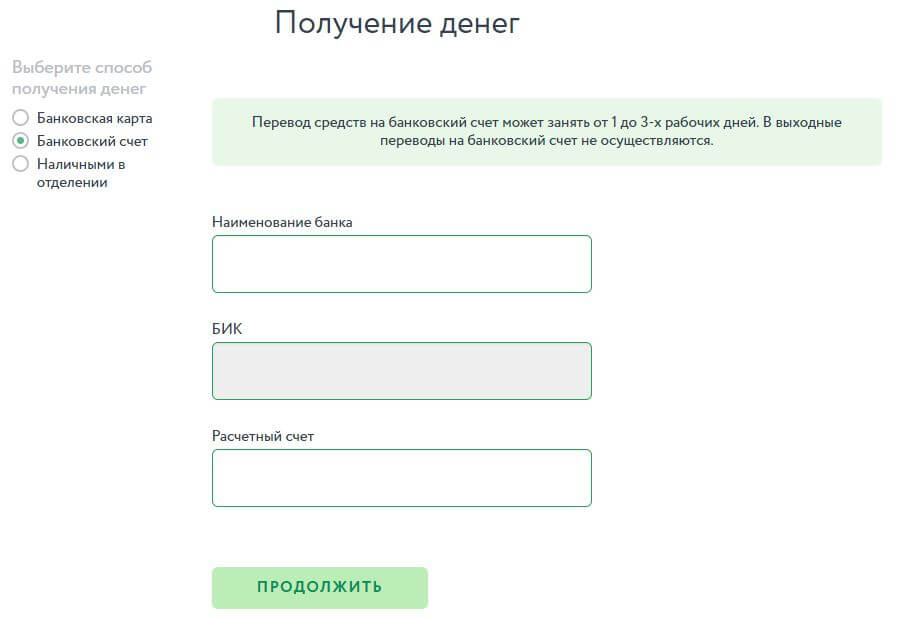 Получение денег
Выберите способ
получения денег
Банковская карта
Банковский счет
Наличными в
отделении
Перевод средств на банковский счет может занять от 1 до 3-х рабочих дней. В выходные
переводы на банковский счет не осуществляются.
Наименование банка
БИК
Расчетный счет
ПРОДОЛЖИТЬ